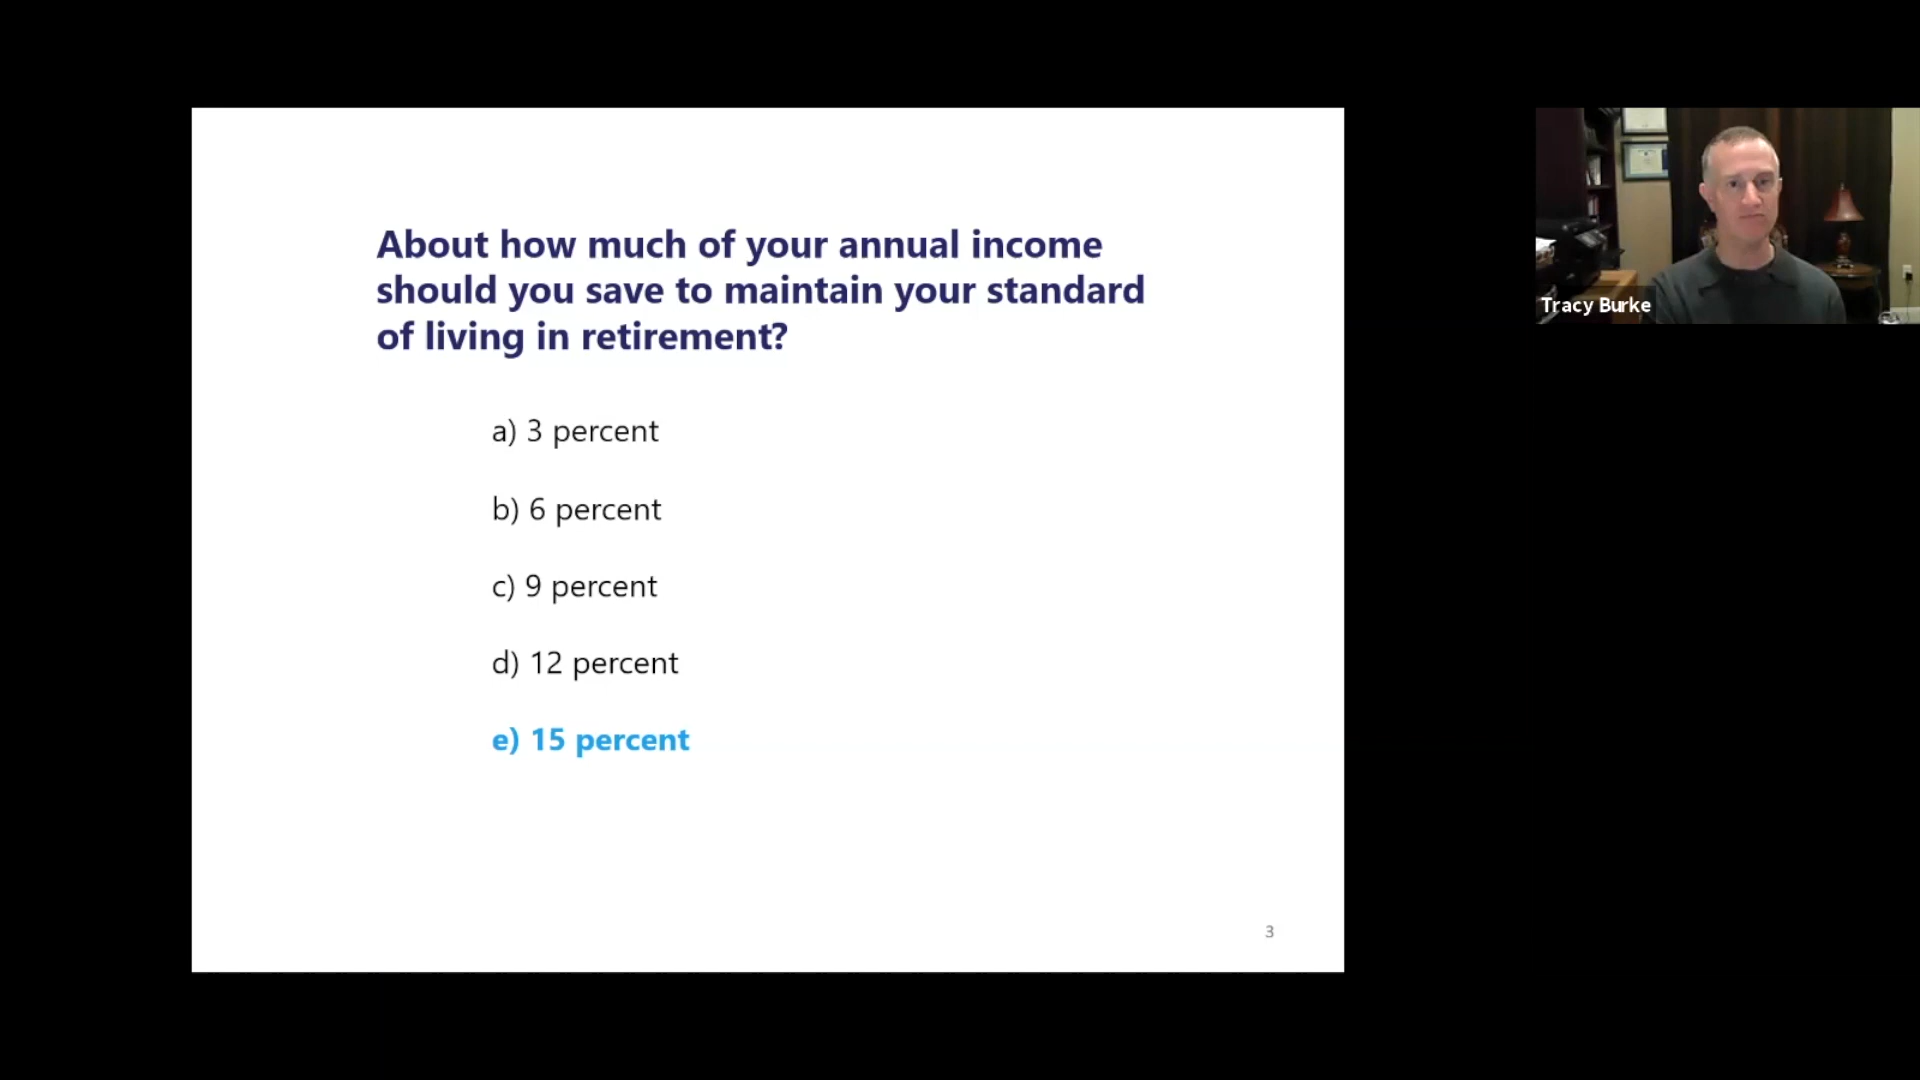 About how much of your annual income
should you save to maintain your standard
of living in retirement?
a) 3 percent
b) 6 percent
c) 9 percent
d) 12 percent
e) 15 percent
3
Tracy Burke